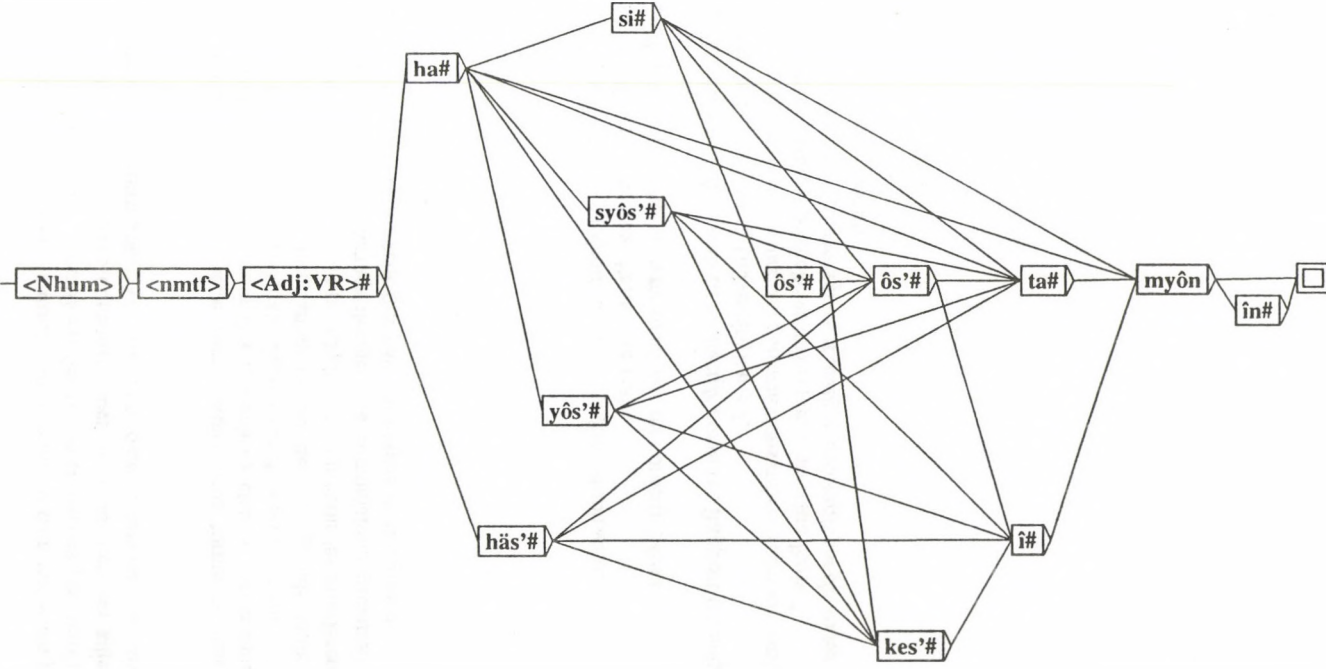 si#
ha#
syôs'#
<Nhum> <nmtf> <Adj:VR># ôs'# ôs'# ta# myôn
în#
yôs'#
häs'# î#
kes'#